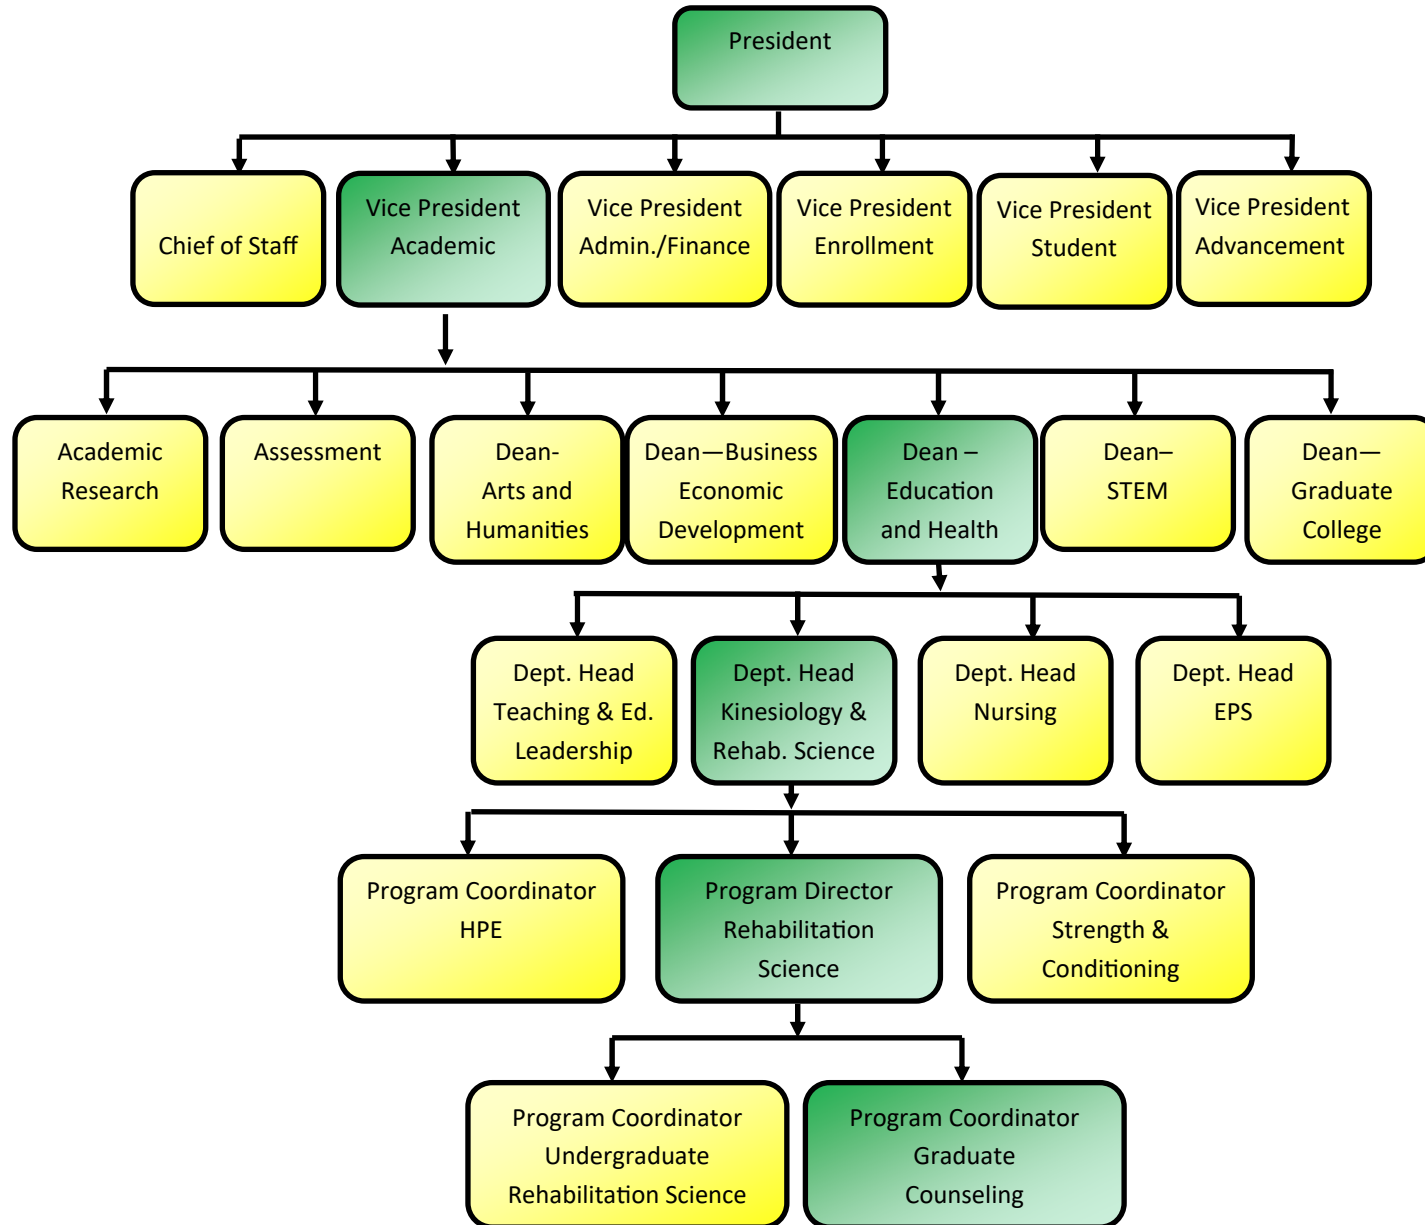 President
Chief of Staff
Vice President
Academic
Vice President
Admin./Finance
Vice President
Enrollment
Vice President
Student
Vice President
Advancement
Academic
Research
Assessment
Dean-
Arts and
Humanities
Dean—Business
Economic
Development
Dean –
Education
and Health
Dean–
STEM
Dean—
Graduate
College
Dept. Head
Teaching & Ed.
Leadership
Dept. Head
Kinesiology &
Rehab. Science
Dept. Head
Nursing
Dept. Head
EPS
Program Coordinator
HPE
Program Director
Rehabilitation
Science
Program Coordinator
Strength &
Conditioning
Program Coordinator
Undergraduate
Rehabilitation Science
Program Coordinator
Graduate
Counseling